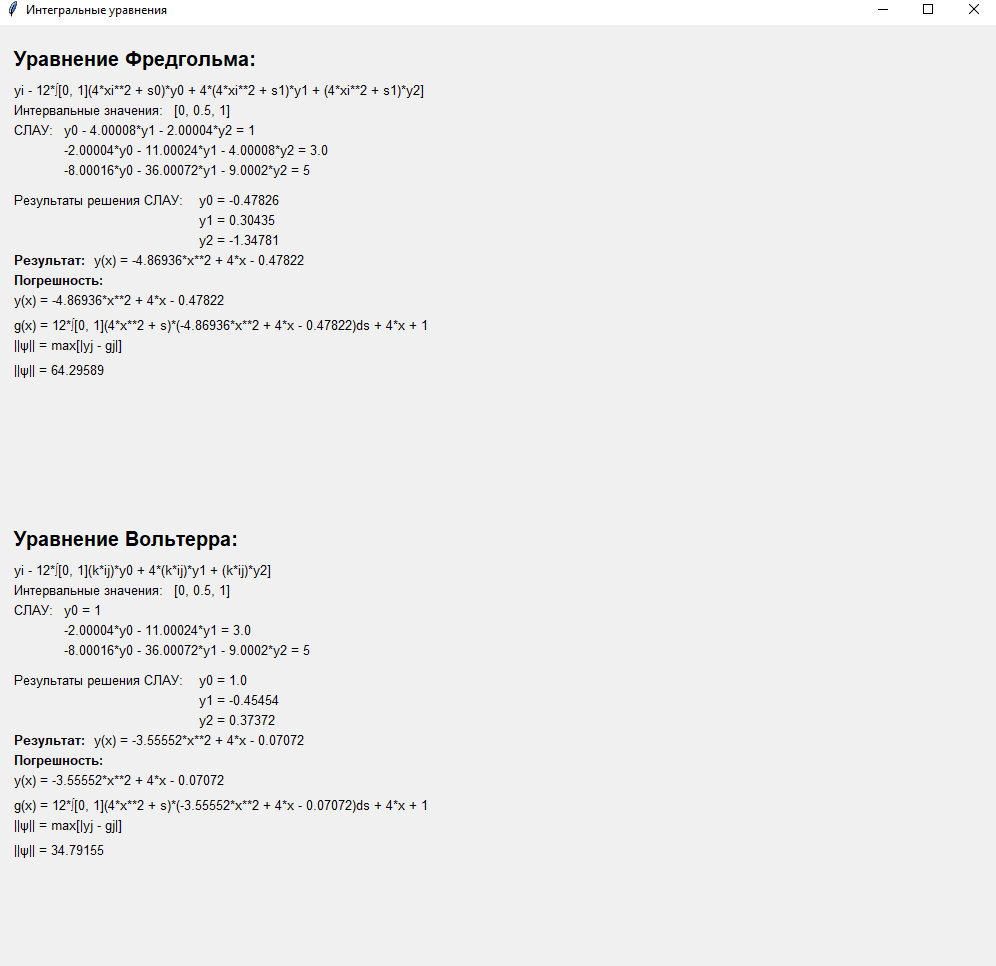 Интегральные уравнения
Уравнение Фредгольма:
yi - 12*∫[0, 1](4*xi**2 + s0)*y0 + 4*(4*xi**2 + s1)*y1 + (4*xi**2 + s1)*y2]
Интервальные значения: [0, 0.5, 1]
СЛАУ: y0 - 4.00008*y1 - 2.00004*y2 = 1
-2.00004*y0 - 11.00024*y1 - 4.00008*y2 = 3.0
-8.00016*y0 - 36.00072*y1 - 9.0002*y2 = 5
Результаты решения СЛАУ: y0 = -0.47826
y1 = 0.30435
y2 = -1.34781
Результат: y(x) = -4.86936*x**2 + 4*x - 0.47822
Погрешность:
y(x) = -4.86936*x**2 + 4*x - 0.47822
g(x) = 12*∫[0, 1](4*x**2 + s)*(-4.86936*x**2 + 4*x - 0.47822)ds + 4*x + 1
||ψ|| = max[|yj - gj|]
||ψ|| = 64.29589
Уравнение Вольтерра:
yi - 12*∫[0, 1](k*ij)*y0 + 4*(k*ij)*y1 + (k*ij)*y2]
Интервальные значения: [0, 0.5, 1]
СЛАУ: y0 = 1
-2.00004*y0 - 11.00024*y1 = 3.0
-8.00016*y0 - 36.00072*y1 - 9.0002*y2 = 5
Результаты решения СЛАУ: y0 = 1.0
y1 = -0.45454
y2 = 0.37372
Результат: y(x) = -3.55552*x**2 + 4*x - 0.07072
Погрешность:
y(x) = -3.55552*x**2 + 4*x - 0.07072
g(x) = 12*∫[0, 1](4*x**2 + s)*(-3.55552*x**2 + 4*x - 0.07072)ds + 4*x + 1
||ψ|| = max[|yj - gj|]
||ψ|| = 34.79155